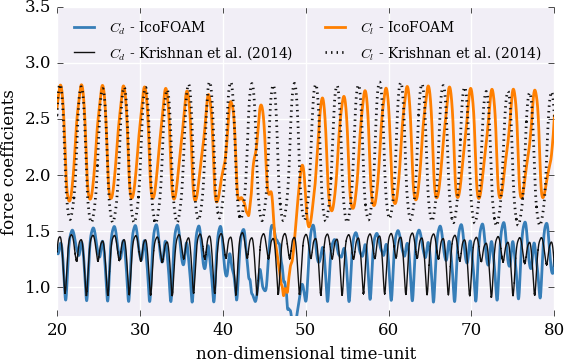 3.5
3.0
2.5
2.0
1.5
1.0
20 30 40 50 60 70 80
force coefficients
non-dimensional time-unit
C_d - IcoFOAM
C_d - Krishnan et al. (2014)
C_l - IcoFOAM
C_l - Krishnan et al. (2014)